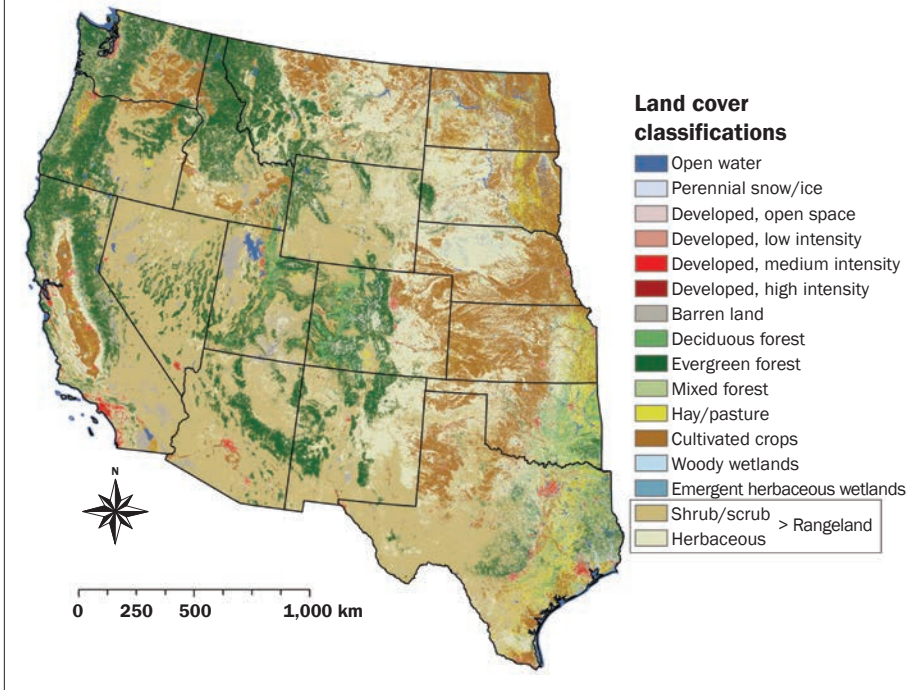 Land cover
classifications
Open water
Perennial snow/ice
Developed, open space
Developed, low intensity
Developed, medium intensity
Developed, high intensity
Barren land
Deciduous forest
Evergreen forest
Mixed forest
Hay/pasture
Cultivated crops
Woody wetlands
Emergent herbaceous wetlands
Shrub/scrub
> Rangeland
Herbaceous
N
0 250 500 1,000 km